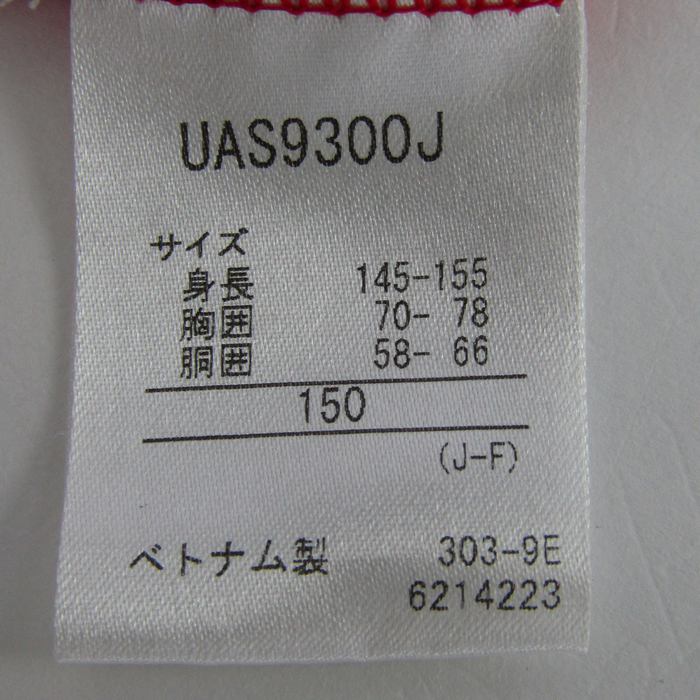 UAS9300J
サイズ
身長 145-155
胸囲 70- 78
胴囲 58- 66
150
(J-F)
ベトナム製 303-9E
6214223